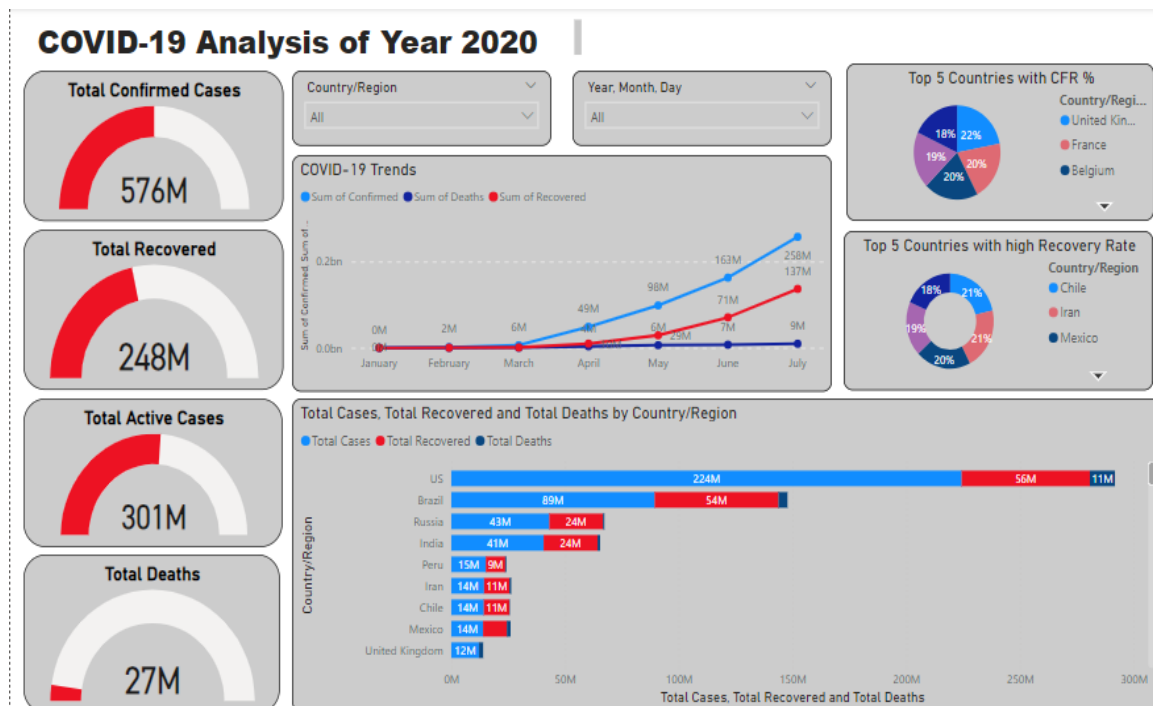 COVID-19 Analysis of Year 2020
Total Confirmed Cases
576M
Total Recovered
248M
Total Active Cases
301M
Total Deaths
27M
Country/Region
All
Year, Month, Day
All
COVID-19 Trends
Sum of Confirmed Sum of Deaths Sum of Recovered
Sum of Confirmed, Sum of ...
0.2bn
0.0bn
0M
2M
6M
49M
98M
163M
258M
137M
71M
6M
29M
7M
9M
January February March April May June July
Top 5 Countries with CFR %
22%
20%
20%
19%
18%
Country/Regi...
United Kin...
France
Belgium
Top 5 Countries with high Recovery Rate
21%
21%
20%
19%
18%
Country/Region
Chile
Iran
Mexico
Total Cases, Total Recovered and Total Deaths by Country/Region
Total Cases Total Recovered Total Deaths
Country/Region
US 224M 56M 11M
Brazil 89M 54M
Russia 43M 24M
India 41M 24M
Peru 15M 9M
Iran 14M 11M
Chile 14M 11M
Mexico 14M
United Kingdom 12M
0M 50M 100M 150M 200M 250M 300M
Total Cases, Total Recovered and Total Deaths